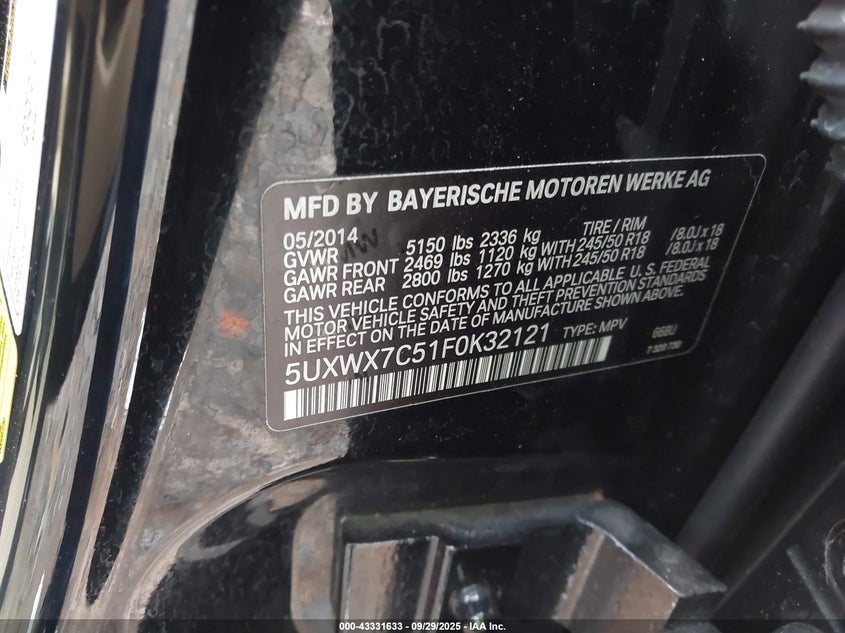 MFD BY BAYERISCHE MOTOREN WERKE AG
05/2014 TIRE / RIM
GVWR 5150 lbs 2336 kg
GAWR FRONT 2469 lbs 1120 kg WITH 245/50 R18 /8.0J x 18
GAWR REAR 2800 lbs 1270 kg WITH 245/50 R18 /8.0J x 18
THIS VEHICLE CONFORMS TO ALL APPLICABLE U. S. FEDERAL
MOTOR VEHICLE SAFETY AND THEFT PREVENTION STANDARDS
IN EFFECT ON THE DATE OF MANUFACTURE SHOWN ABOVE.
5UXWX7C51F0K32121 TYPE: MPV
000-43331633 - 09/29/2025 - IAA Inc.